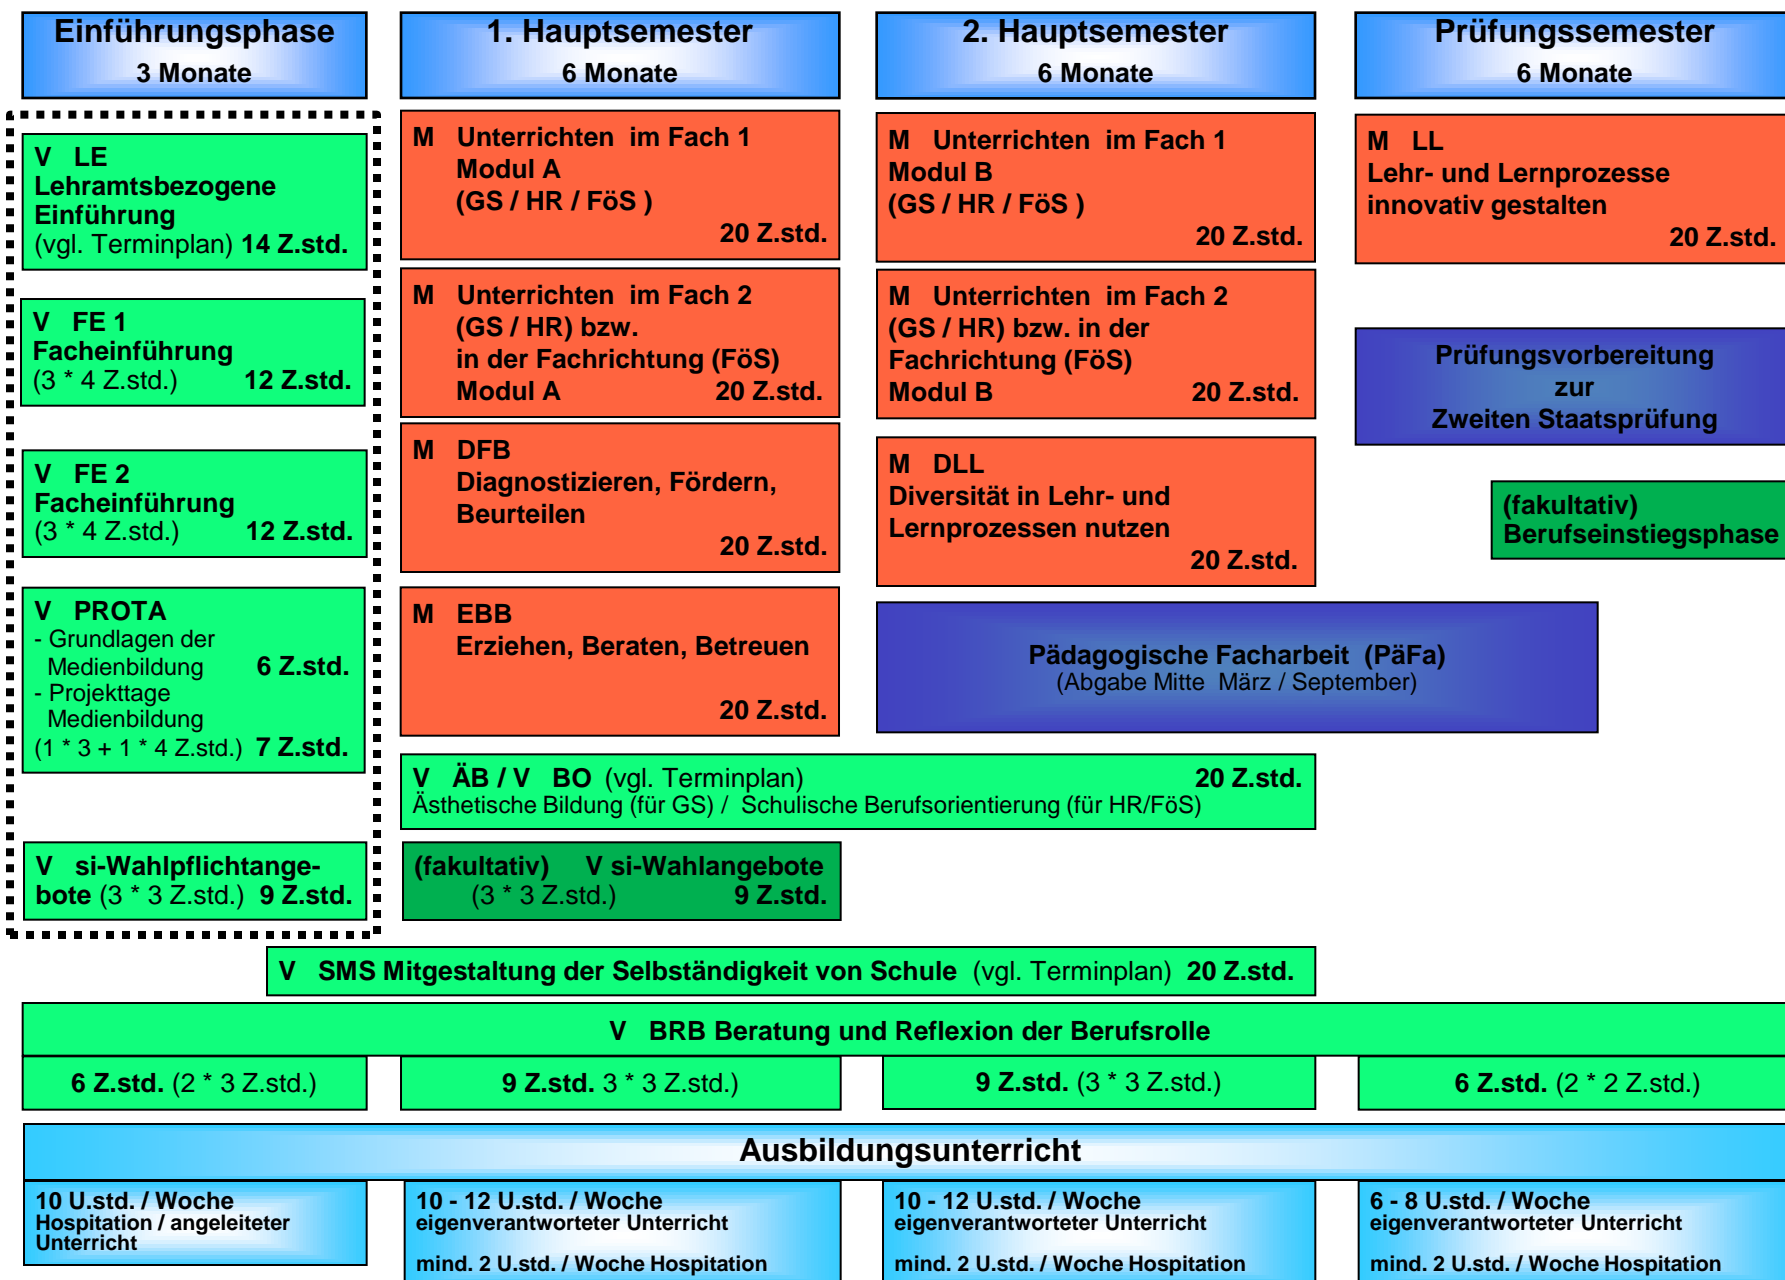 Einführungsphase
3 Monate
1. Hauptsemester
6 Monate
2. Hauptsemester
6 Monate
Prüfungssemester
6 Monate
V LE
Lehramtsbezogene
Einführung
(vgl. Terminplan) 14 Z.std.
V FE 1
Facheinführung
(3 * 4 Z.std.) 12 Z.std.
V FE 2
Facheinführung
(3 * 4 Z.std.) 12 Z.std.
V PROTA
- Grundlagen der
Medienbildung 6 Z.std.
- Projekttage
Medienbildung
(1 * 3 + 1 * 4 Z.std.) 7 Z.std.
V si-Wahlpflichtange-
bote (3 * 3 Z.std.) 9 Z.std.
M Unterrichten im Fach 1
Modul A
(GS / HR / FöS )
20 Z.std.
M Unterrichten im Fach 2
(GS / HR) bzw.
in der Fachrichtung (FöS)
Modul A 20 Z.std.
M DFB
Diagnostizieren, Fördern,
Beurteilen
20 Z.std.
M EBB
Erziehen, Beraten, Betreuen
20 Z.std.
M Unterrichten im Fach 1
Modul B
(GS / HR / FöS )
20 Z.std.
M Unterrichten im Fach 2
(GS / HR) bzw. in der
Fachrichtung (FöS)
Modul B 20 Z.std.
M DLL
Diversität in Lehr- und
Lernprozessen nutzen
20 Z.std.
M LL
Lehr- und Lernprozesse
innovativ gestalten
20 Z.std.
Prüfungsvorbereitung
zur
Zweiten Staatsprüfung
(fakultativ)
Berufseinstiegsphase
Pädagogische Facharbeit (PäFa)
(Abgabe Mitte März / September)
V ÄB / V BO (vgl. Terminplan) 20 Z.std.
Ästhetische Bildung (für GS) / Schulische Berufsorientierung (für HR/FöS)
(fakultativ) V si-Wahlangebote
(3 * 3 Z.std.) 9 Z.std.
V SMS Mitgestaltung der Selbständigkeit von Schule (vgl. Terminplan) 20 Z.std.
V BRB Beratung und Reflexion der Berufsrolle
6 Z.std. (2 * 3 Z.std.)
9 Z.std. 3 * 3 Z.std.)
9 Z.std. (3 * 3 Z.std.)
6 Z.std. (2 * 2 Z.std.)
Ausbildungsunterricht
10 U.std. / Woche
Hospitation / angeleiteter
Unterricht
10 - 12 U.std. / Woche
eigenverantworteter Unterricht
mind. 2 U.std. / Woche Hospitation
10 - 12 U.std. / Woche
eigenverantworteter Unterricht
mind. 2 U.std. / Woche Hospitation
6 - 8 U.std. / Woche
eigenverantworteter Unterricht
mind. 2 U.std. / Woche Hospitation